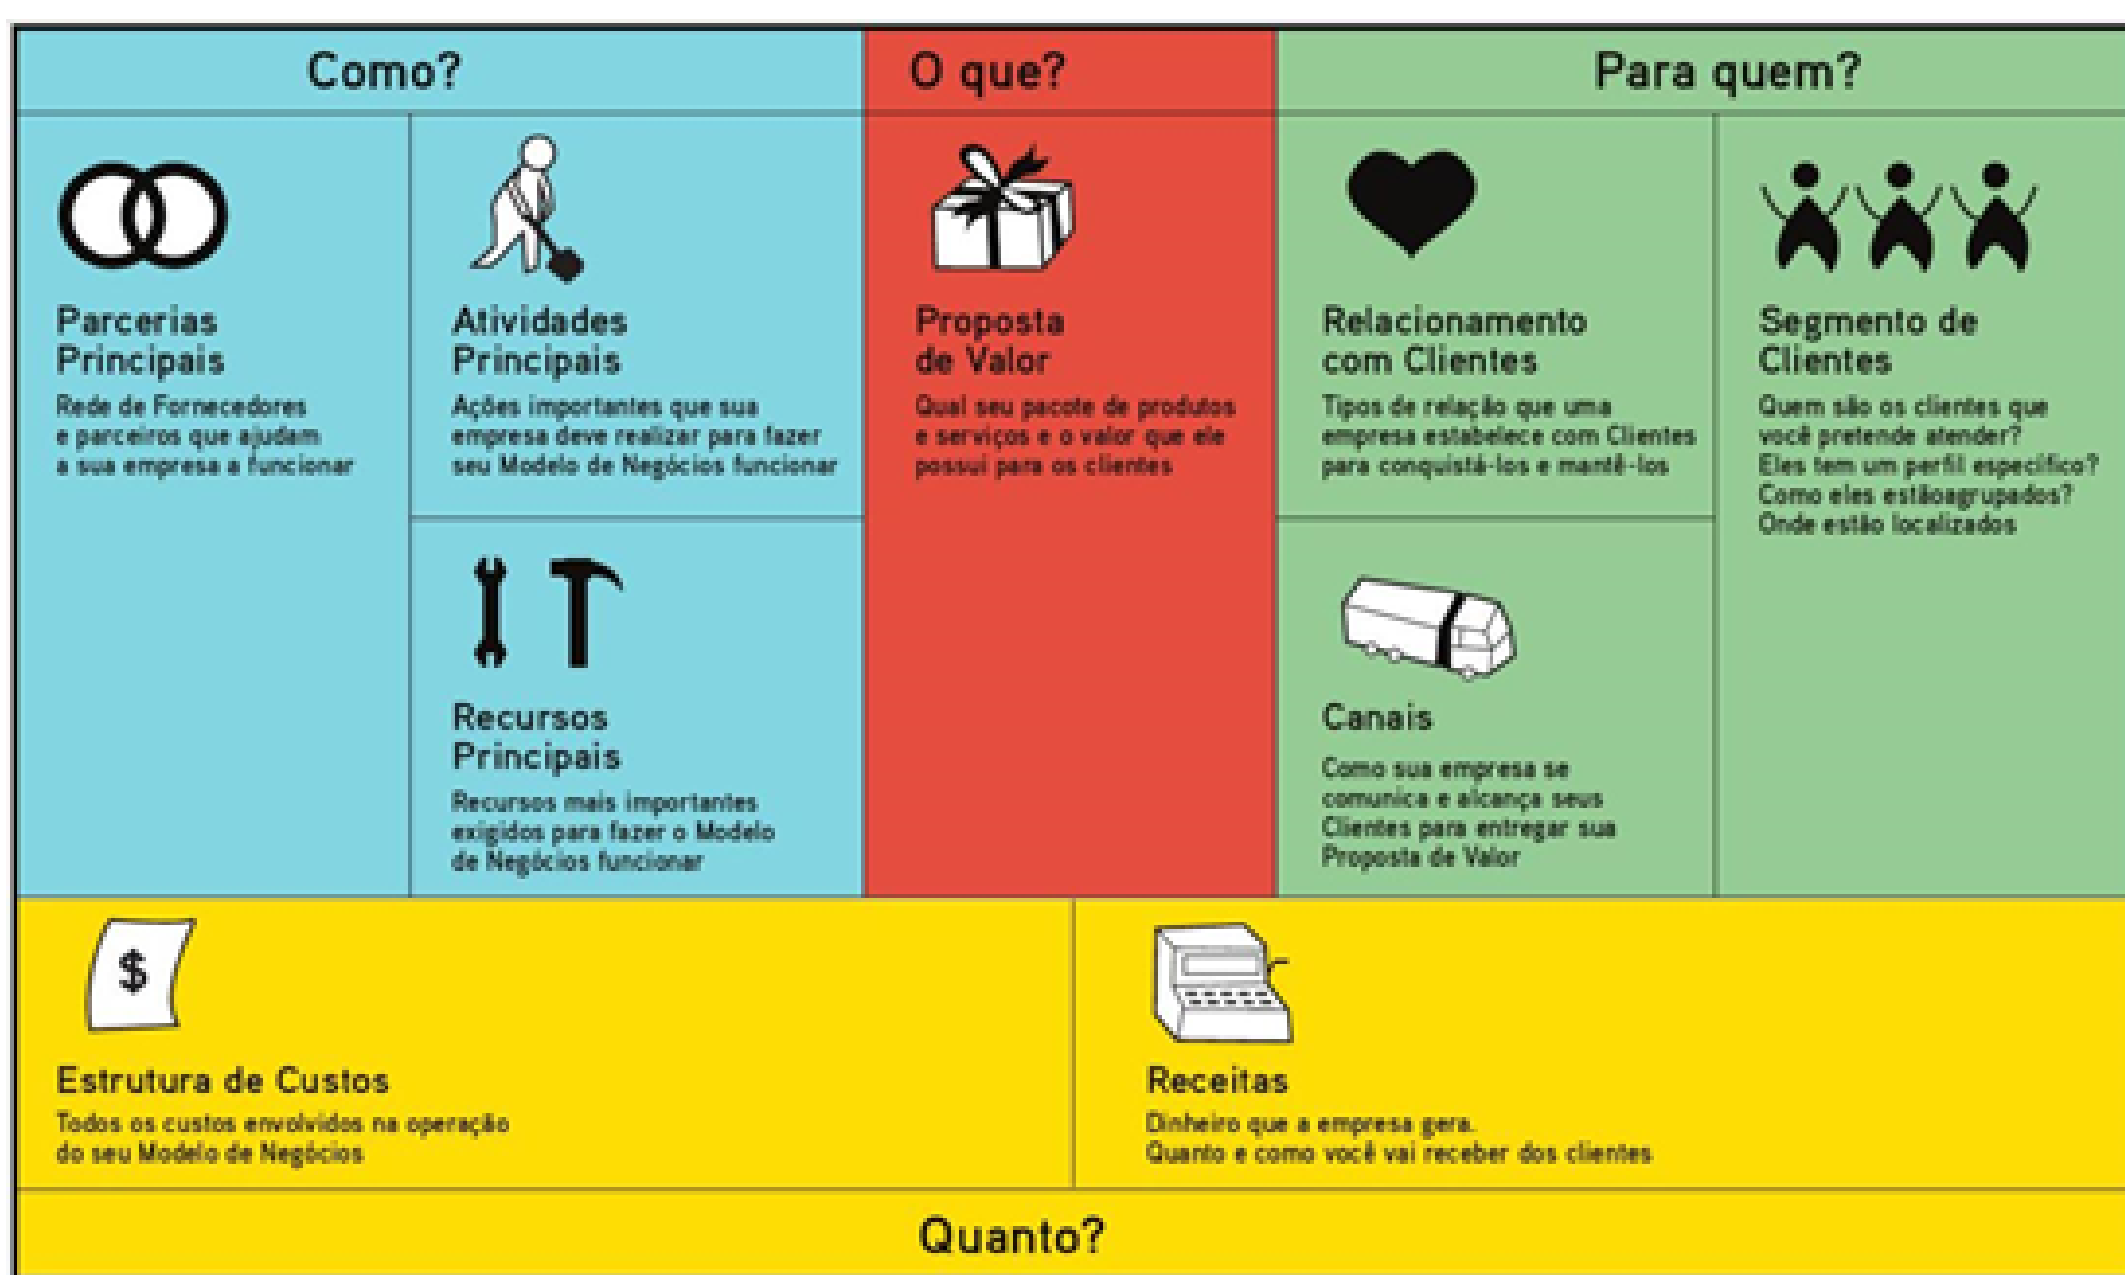 Como?
O que?
Para quem?
Parcerias
Principais
Rede de Fornecedores
e parceiros que ajudam
a sua empresa a funcionar
Atividades
Principais
Ações importantes que sua
empresa deve realizar para fazer
seu Modelo de Negócios funcionar
Recursos
Principais
Recursos mais importantes
exigidos para fazer o Modelo
de Negócios funcionar
Proposta
de Valor
Qual seu pacote de produtos
e serviços e o valor que ele
possui para os clientes
Relacionamento
com Clientes
Tipos de relação que uma
empresa estabelece com Clientes
para conquistá-los e mantê-los
Canais
Como sua empresa se
comunica e alcança seus
Clientes para entregar sua
Proposta de Valor
Segmento de
Clientes
Quem são os clientes que
você pretende atender?
Eles tem um perfil específico?
Como eles estãoagrupados?
Onde estão localizados
$
Estrutura de Custos
Todos os custos envolvidos na operação
do seu Modelo de Negócios
Receitas
Dinheiro que a empresa gera.
Quanto e como você vai receber dos clientes
Quanto?